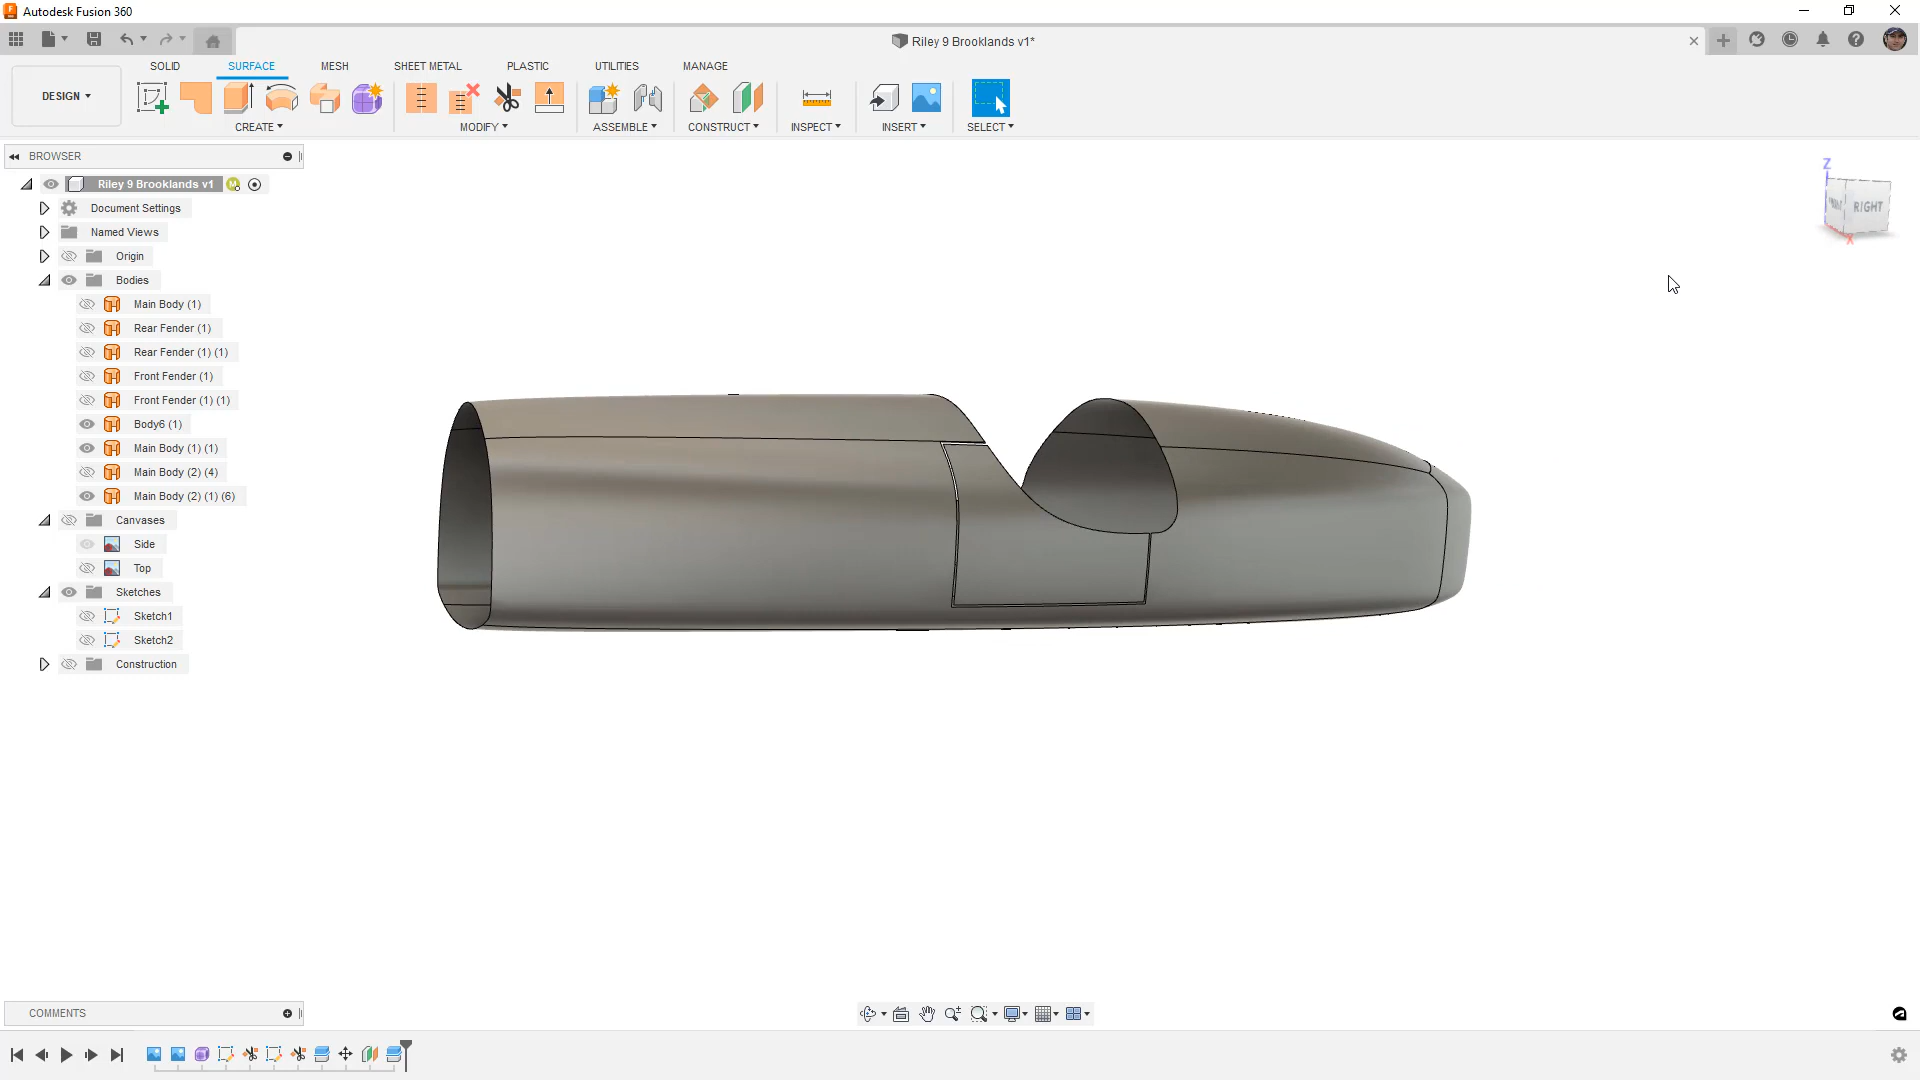 Autodesk Fusion 360
Riley 9 Brooklands v1*
DESIGN
SOLID SURFACE MESH SHEET METAL PLASTIC UTILITIES MANAGE
CREATE MODIFY ASSEMBLE CONSTRUCT INSPECT INSERT SELECT
BROWSER
Riley 9 Brooklands v1
Document Settings
Named Views
Origin
Bodies
Main Body (1)
Rear Fender (1)
Rear Fender (1) (1)
Front Fender (1)
Front Fender (1) (1)
Body6 (1)
Main Body (1) (1)
Main Body (2) (4)
Main Body (2) (1) (6)
Canvases
Side
Top
Sketches
Sketch1
Sketch2
Construction
Z
RIGHT
X
COMMENTS